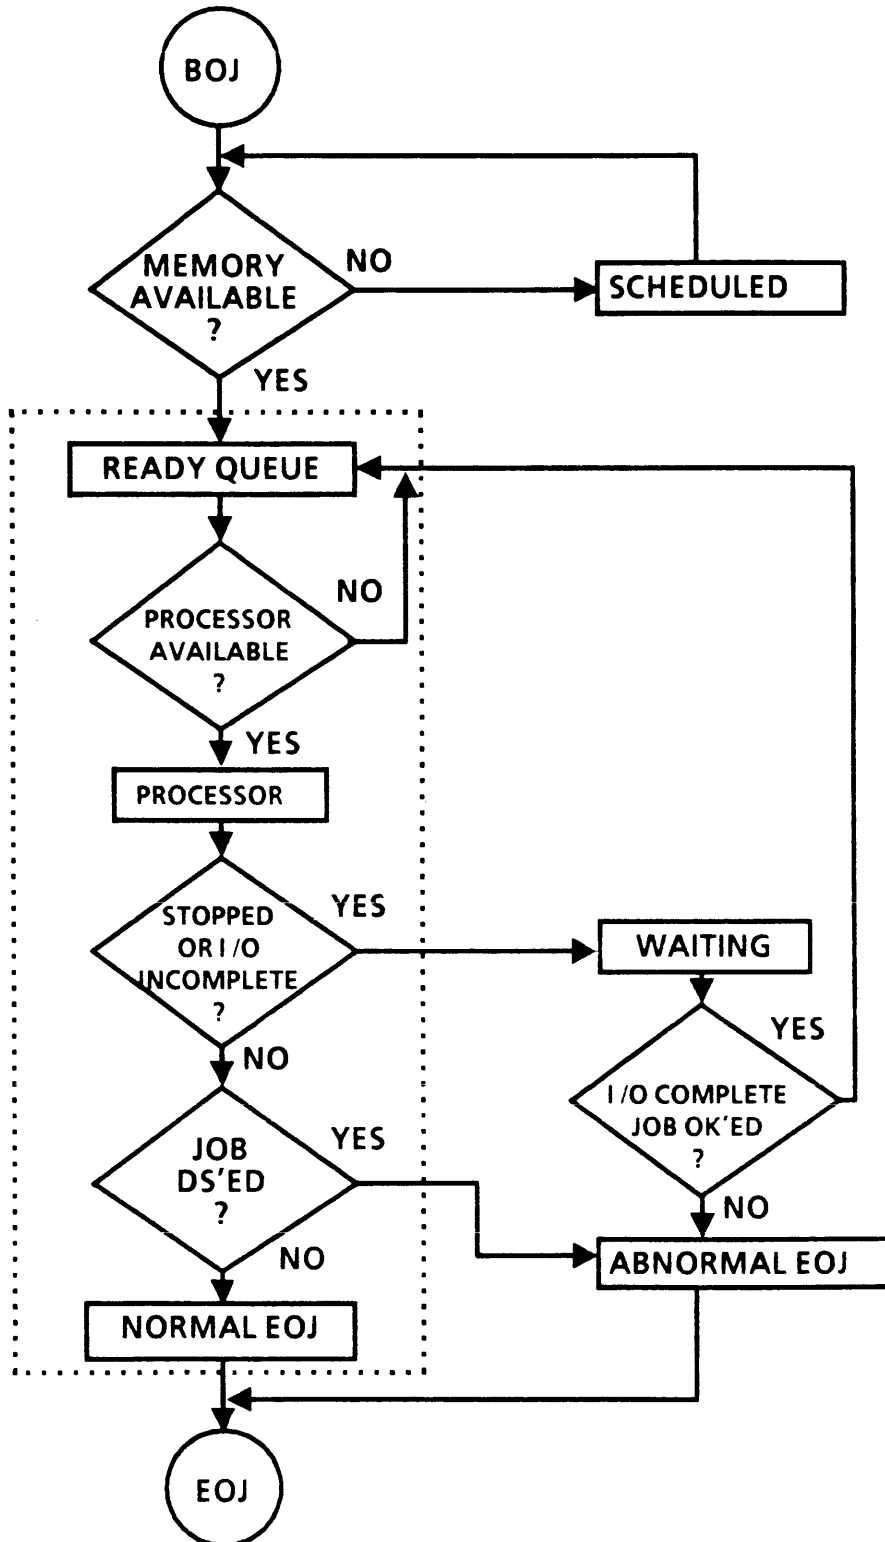 BOJ
MEMORY
AVAILABLE
?
NO
SCHEDULED
YES
READY QUEUE
PROCESSOR
AVAILABLE
?
NO
YES
PROCESSOR
STOPPED
OR I/O
INCOMPLETE
?
YES
WAITING
NO
I/O COMPLETE
JOB OK'ED
?
YES
JOB
DS'ED
?
YES
NO
ABNORMAL EOJ
NO
NORMAL EOJ
EOJ